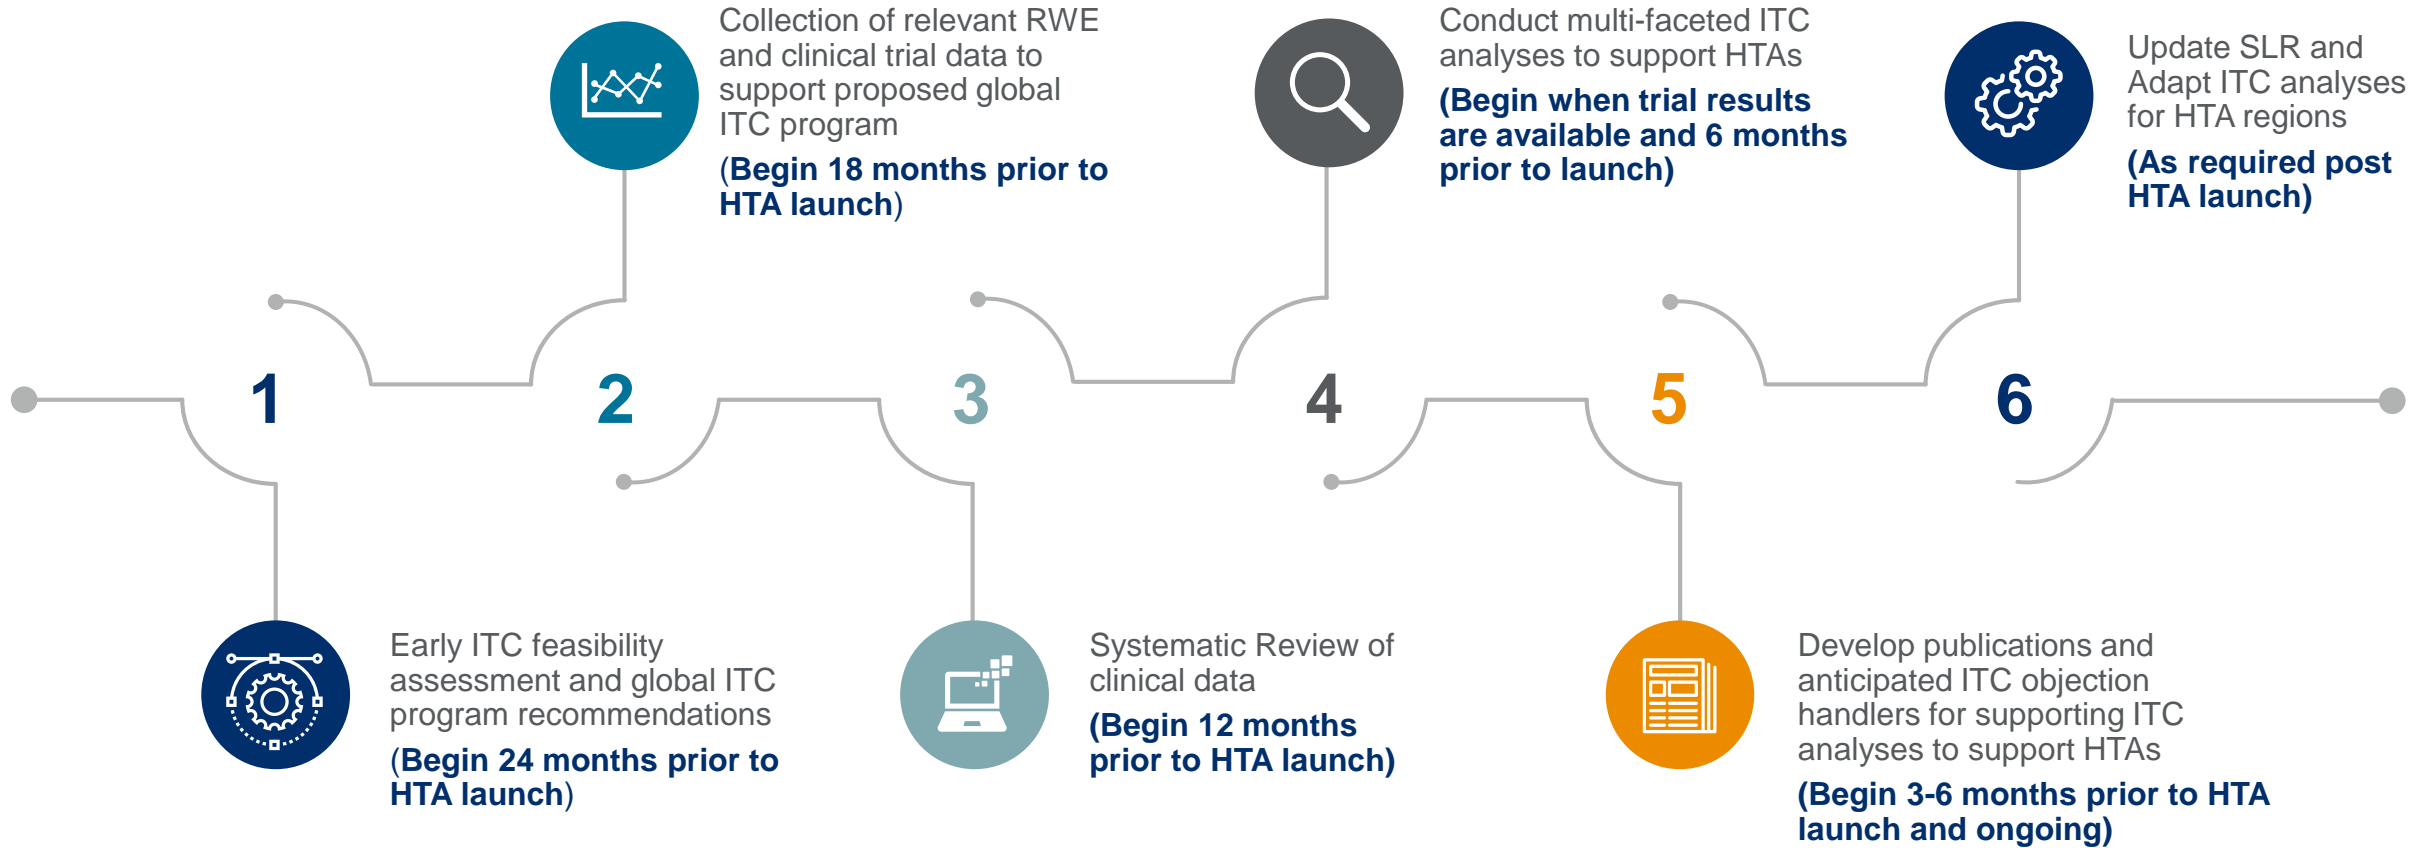 1
Early ITC feasibility
assessment and global ITC
program recommendations
(Begin 24 months prior to
HTA launch)
2
Collection of relevant RWE
and clinical trial data to
support proposed global
ITC program
(Begin 18 months prior to
HTA launch)
3
Systematic Review of
clinical data
(Begin 12 months
prior to HTA launch)
4
Conduct multi-faceted ITC
analyses to support HTAs
(Begin when trial results
are available and 6 months
prior to launch)
5
Develop publications and
anticipated ITC objection
handlers for supporting ITC
analyses to support HTAs
(Begin 3-6 months prior to HTA
launch and ongoing)
6
Update SLR and
Adapt ITC analyses
for HTA regions
(As required post
HTA launch)